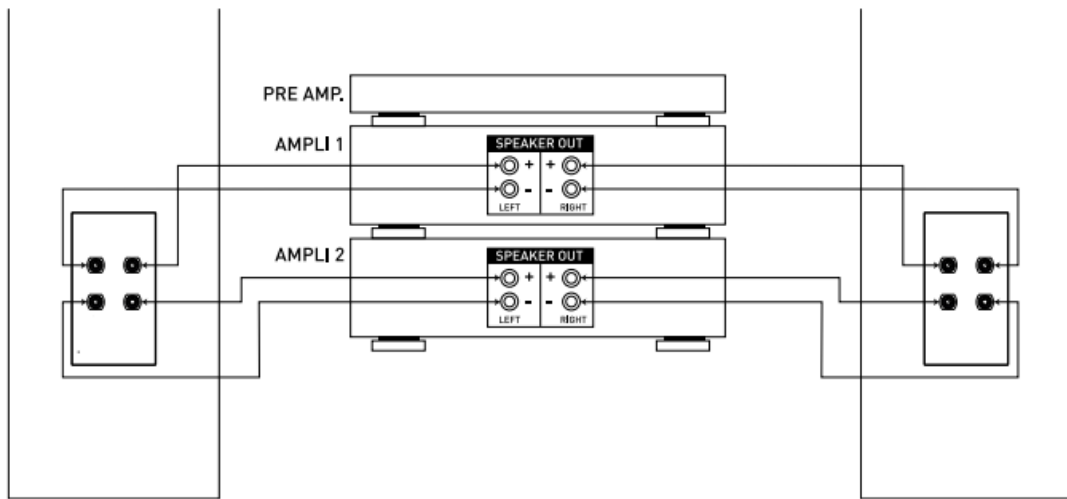 PRE AMP.
AMPLI 1
SPEAKER OUT
+ +
- -
LEFT RIGHT
AMPLI 2
SPEAKER OUT
+ +
- -
LEFT RIGHT